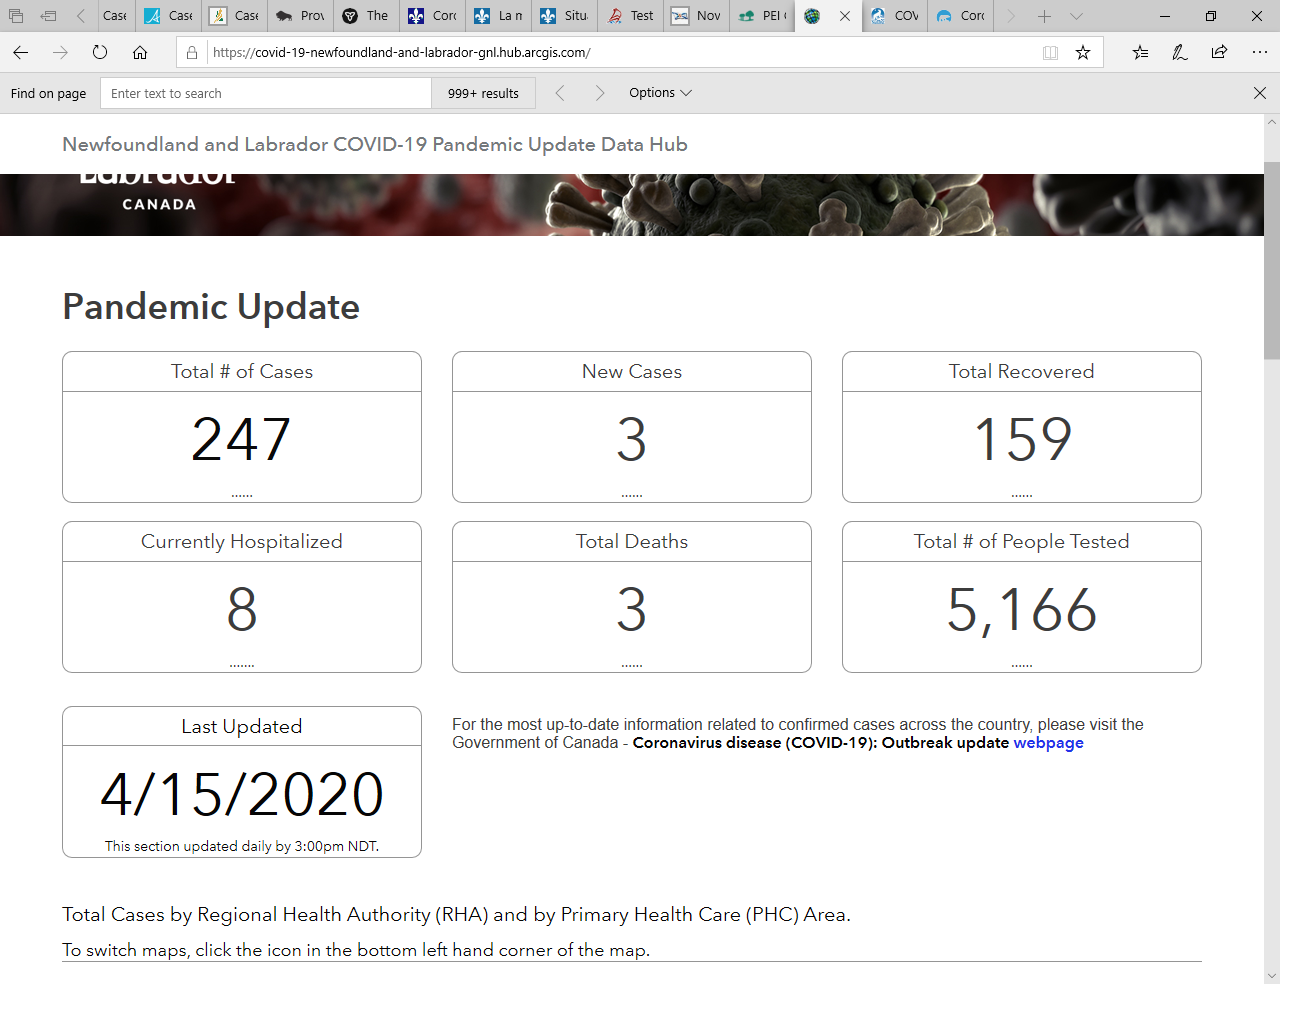 Case
Case
Case
Prov
The
Corc
La m
Situ
Test
Nov
PEI
COV
Corc
https://covid-19-newfoundland-and-labrador-gnl.hub.arcgis.com/
Find on page
Enter text to search
999+ results
Options
Newfoundland and Labrador COVID-19 Pandemic Update Data Hub
Labrador
CANADA
Pandemic Update
Total # of Cases
247
......
New Cases
3
......
Total Recovered
159
......
Currently Hospitalized
8
.......
Total Deaths
3
......
Total # of People Tested
5,166
......
Last Updated
4/15/2020
This section updated daily by 3:00pm NDT.
For the most up-to-date information related to confirmed cases across the country, please visit the
Government of Canada - Coronavirus disease (COVID-19): Outbreak update webpage
Total Cases by Regional Health Authority (RHA) and by Primary Health Care (PHC) Area.
To switch maps, click the icon in the bottom left hand corner of the map.